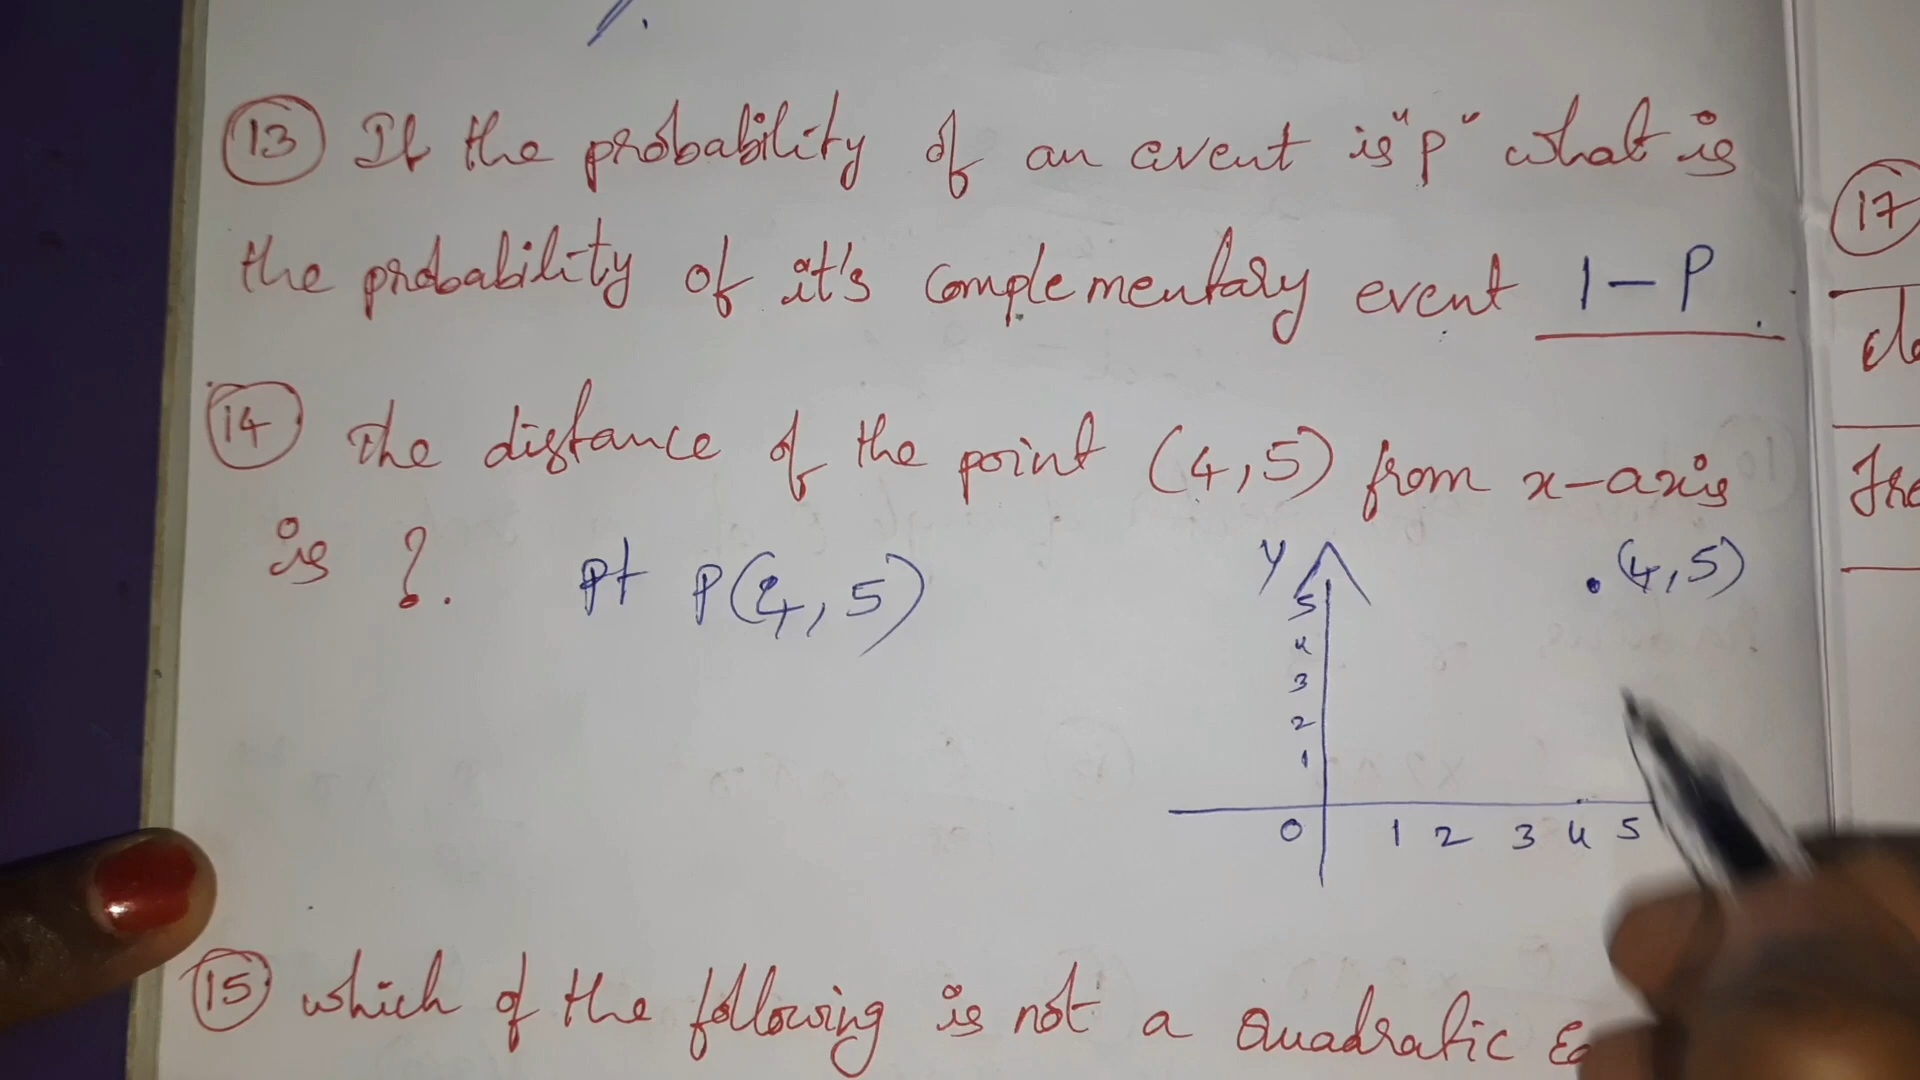 13 If the probability of an event is "p" what is
the probability of it's complementary event 1-P.
14 The distance of the point (4,5) from x-axis
is ?. pt P(4,5)
Y
(4,5)
5
4
3
2
1
0 1 2 3 4 5
15 which of the following is not a Quadratic
17